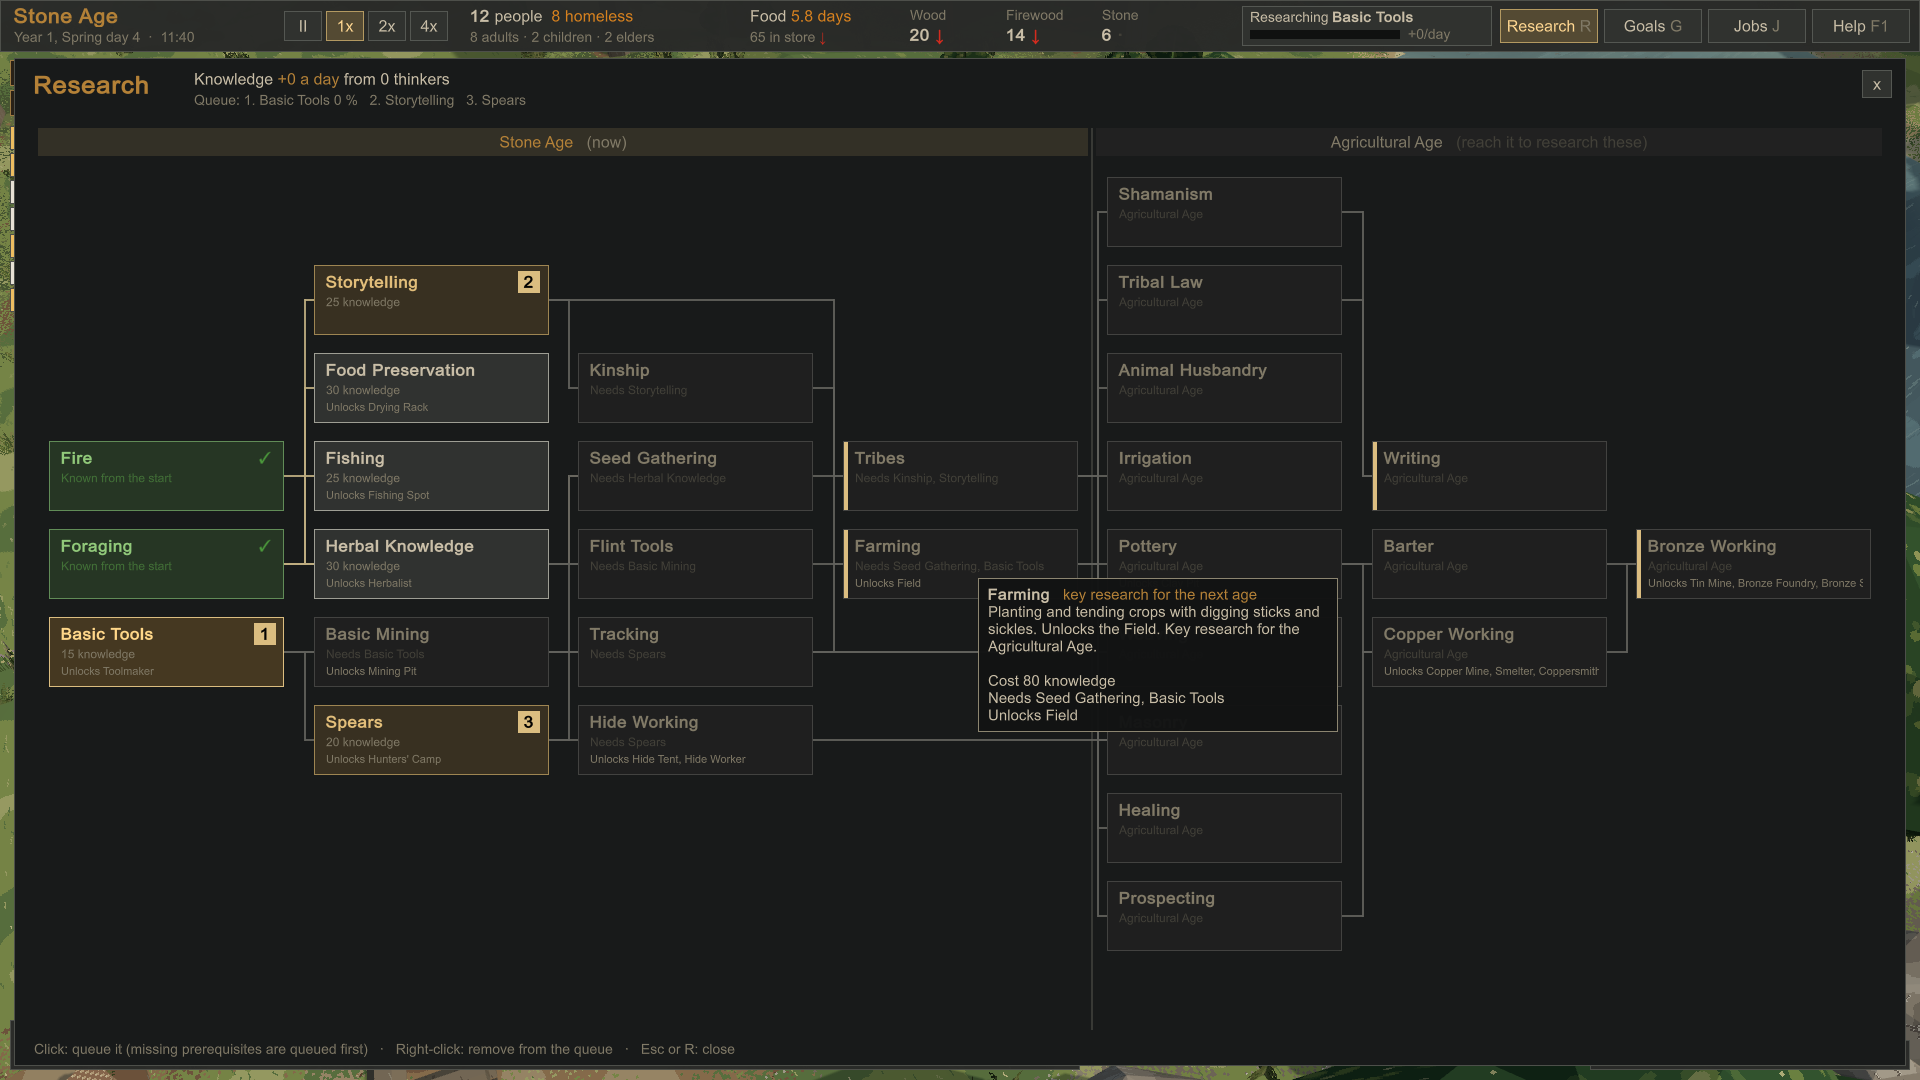 Stone Age
Year 1, Spring day 4 · 11:40
II 1x 2x 4x
12 people 8 homeless
8 adults · 2 children · 2 elders
Food 5.8 days
65 in store ↓
Wood
20 ↓
Firewood
14 ↓
Stone
6
Researching Basic Tools
+0/day
Research R
Goals G
Jobs J
Help F1
Research
Knowledge +0 a day from 0 thinkers
Queue: 1. Basic Tools 0 % 2. Storytelling 3. Spears
x
Stone Age (now)
Agricultural Age (reach it to research these)
Fire ✓
Known from the start
Foraging ✓
Known from the start
Basic Tools 1
15 knowledge
Unlocks Toolmaker
Storytelling 2
25 knowledge
Food Preservation
30 knowledge
Unlocks Drying Rack
Fishing
25 knowledge
Unlocks Fishing Spot
Herbal Knowledge
30 knowledge
Unlocks Herbalist
Basic Mining
Needs Basic Tools
Unlocks Mining Pit
Spears 3
20 knowledge
Unlocks Hunters' Camp
Kinship
Needs Storytelling
Seed Gathering
Needs Herbal Knowledge
Flint Tools
Needs Basic Mining
Tracking
Needs Spears
Hide Working
Needs Spears
Unlocks Hide Tent, Hide Worker
Tribes
Needs Kinship, Storytelling
Farming
Needs Seed Gathering, Basic Tools
Unlocks Field
Farming key research for the next age
Planting and tending crops with digging sticks and
sickles. Unlocks the Field. Key research for the
Agricultural Age.
Cost 80 knowledge
Needs Seed Gathering, Basic Tools
Unlocks Field
Shamanism
Agricultural Age
Tribal Law
Agricultural Age
Animal Husbandry
Agricultural Age
Irrigation
Agricultural Age
Pottery
Agricultural Age
Agricultural Age
Healing
Agricultural Age
Prospecting
Agricultural Age
Writing
Agricultural Age
Barter
Agricultural Age
Copper Working
Agricultural Age
Unlocks Copper Mine, Smelter, Coppersmith
Bronze Working
Agricultural Age
Unlocks Tin Mine, Bronze Foundry, Bronze
Click: queue it (missing prerequisites are queued first) · Right-click: remove from the queue · Esc or R: close